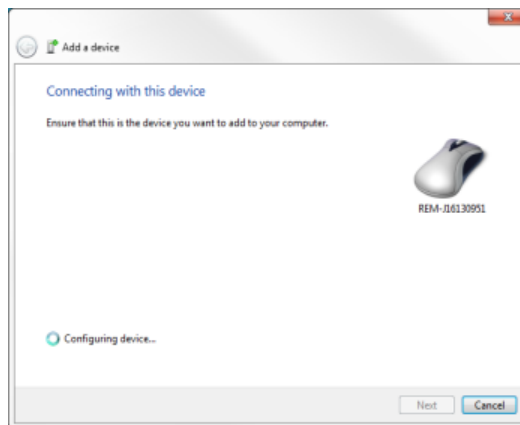 Add a device
Connecting with this device
Ensure that this is the device you want to add to your computer.
REM-J16130951
Configuring device...
Next
Cancel